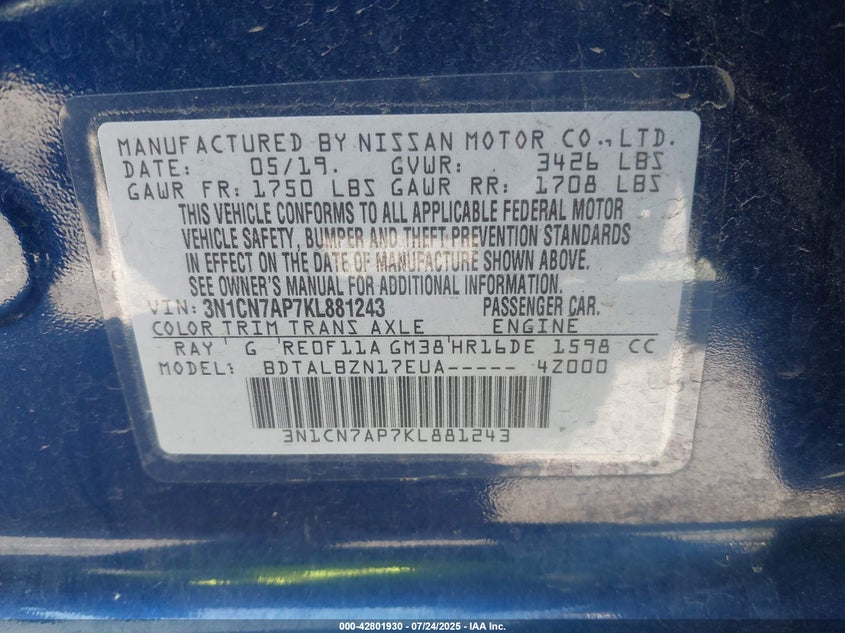 MANUFACTURED BY NISSAN MOTOR CO., LTD.
DATE: 05/19. GVWR: 3426 LBS
GAWR FR: 1750 LBS GAWR RR: 1708 LBS
THIS VEHICLE CONFORMS TO ALL APPLICABLE FEDERAL MOTOR
VEHICLE SAFETY, BUMPER AND THEFT PREVENTION STANDARDS
IN EFFECT ON THE DATE OF MANUFACTURE SHOWN ABOVE.
SEE OWNER'S MANUAL FOR ADDITIONAL INFORMATION.
VIN: 3N1CN7AP7KL881243 PASSENGER CAR.
COLOR TRIM TRANS AXLE ENGINE
RAY ' G 'RE0F11A GM38'HR16DE 1598 CC
MODEL: BDTALBZN17EUA----- 4Z000
3N1CN7AP7KL881243
000-42801930 - 07/24/2025 - IAA Inc.